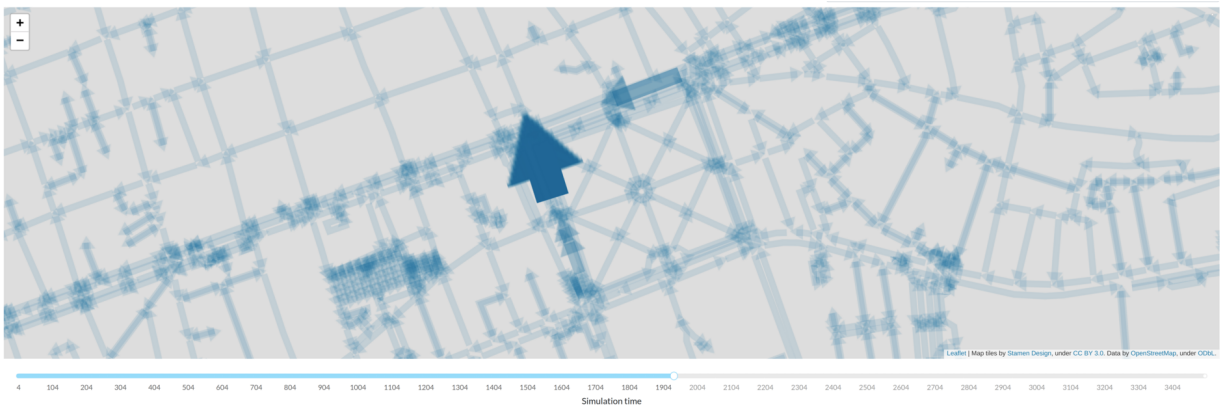 +
−
Leaflet | Map tiles by Stamen Design, under CC BY 3.0. Data by OpenStreetMap, under ODbL.
4 104 204 304 404 504 604 704 804 904 1004 1104 1204 1304 1404 1504 1604 1704 1804 1904 2004 2104 2204 2304 2404 2504 2604 2704 2804 2904 3004 3104 3204 3304 3404
Simulation time